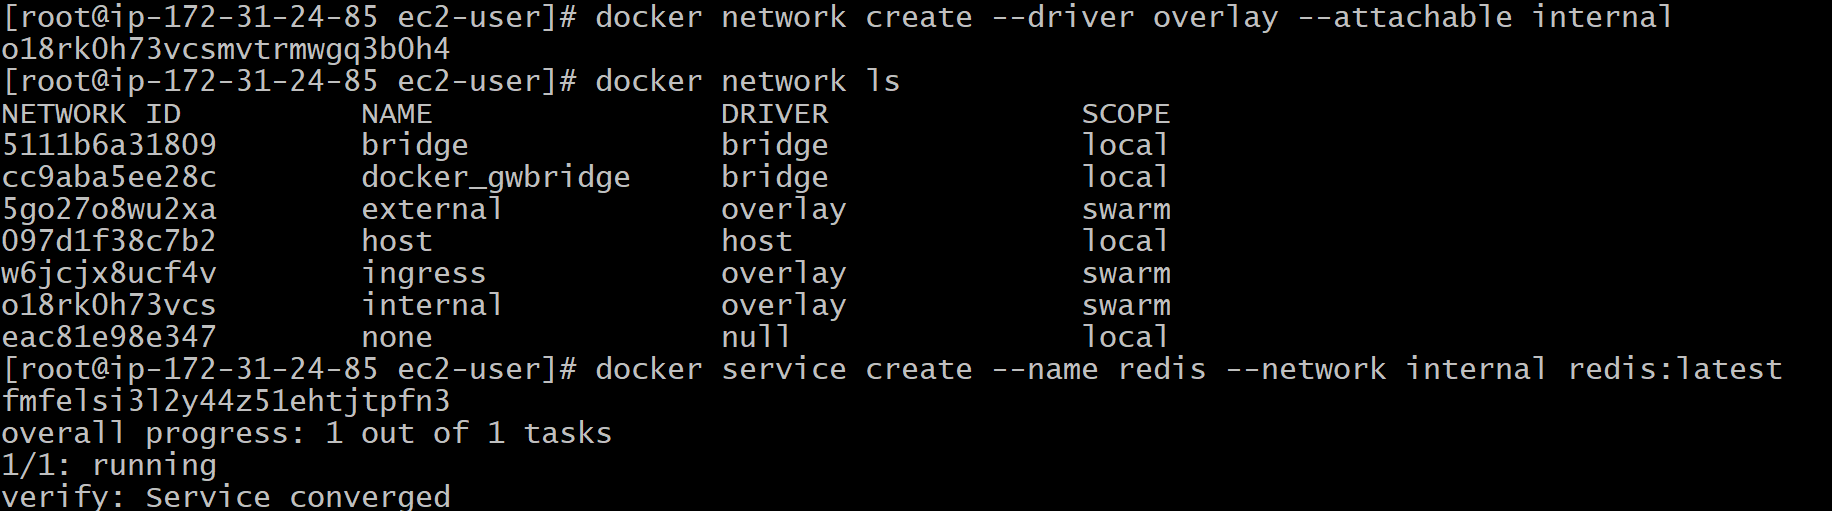 [root@ip-172-31-24-85 ec2-user]# docker network create --driver overlay --attachable internal
o18rk0h73vcsmvtrmwgq3b0h4
[root@ip-172-31-24-85 ec2-user]# docker network ls
NETWORK ID          NAME                DRIVER              SCOPE
5111b6a31809        bridge              bridge              local
cc9aba5ee28c        docker_gwbridge     bridge              local
5go27o8wu2xa        external            overlay             swarm
097d1f38c7b2        host                host                local
w6jcjx8ucf4v        ingress             overlay             swarm
o18rk0h73vcs        internal            overlay             swarm
eac81e98e347        none                null                local
[root@ip-172-31-24-85 ec2-user]# docker service create --name redis --network internal redis:latest
fmfelsi3l2y44z51ehtjtpfn3
overall progress: 1 out of 1 tasks
1/1: running
verify: Service converged